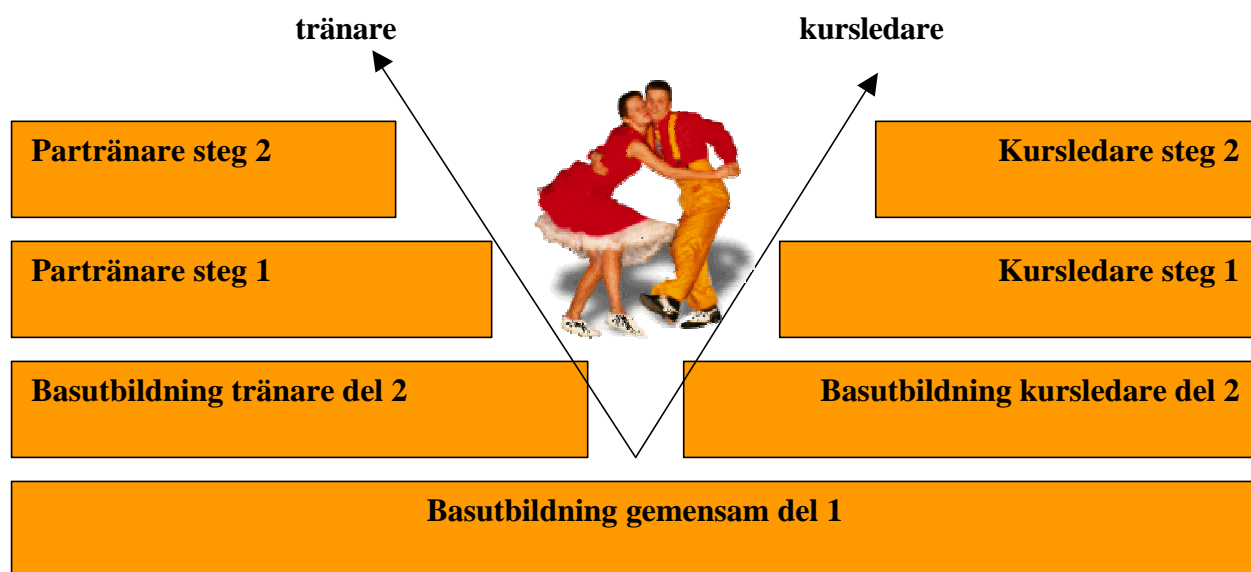 tränare
kursledare
Partränare steg 2
Kursledare steg 2
Partränare steg 1
Kursledare steg 1
Basutbildning tränare del 2
Basutbildning kursledare del 2
Basutbildning gemensam del 1